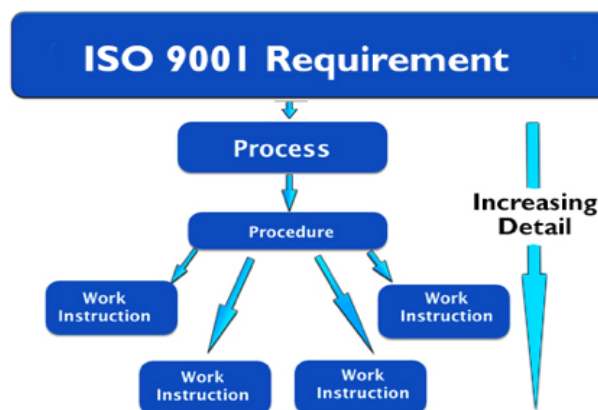 ISO 9001 Requirement
Process
Increasing
Detail
Procedure
Work
Instruction
Work
Instruction
Work
Instruction
Work
Instruction